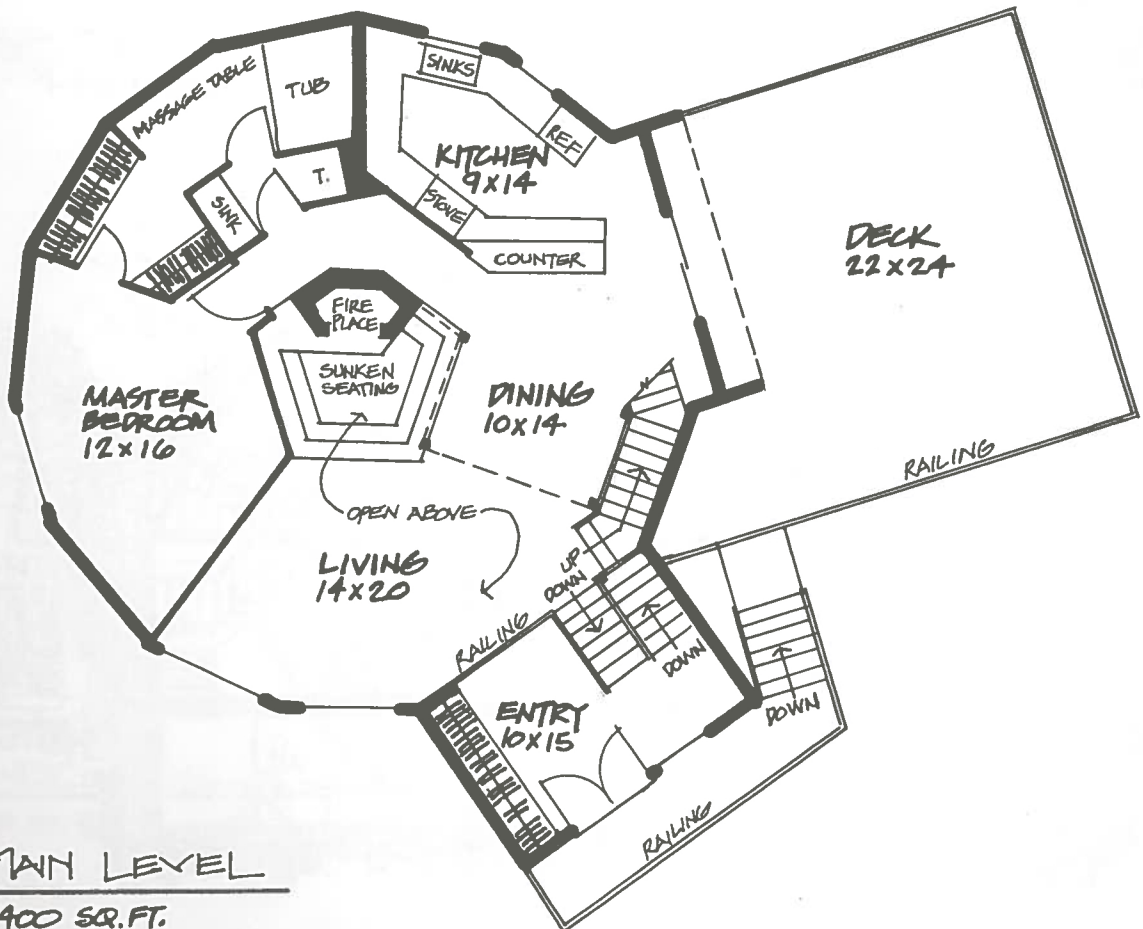 MASSAGE TABLE
TUB
SINKS
REF
KITCHEN
9X14
T.
SINK
STOVE
COUNTER
DECK
22X24
FIRE
PLACE
SUNKEN
SEATING
MASTER
BEDROOM
12X16
DINING
10X14
RAILING
OPEN ABOVE
LIVING
14X20
UP
DOWN
RAILING
DOWN
ENTRY
10X15
DOWN
RAILING
MAIN LEVEL
400 SQ.FT.